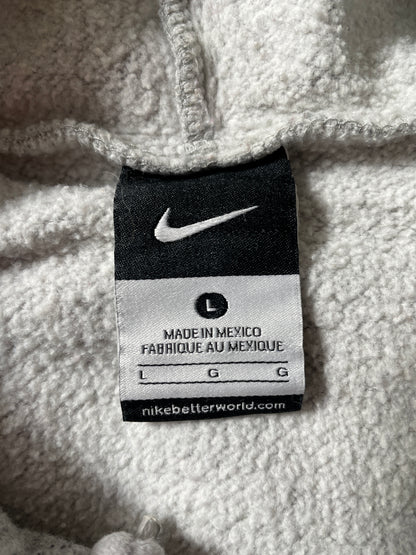 L
MADE IN MEXICO
FABRIQUE AU MEXIQUE
L G G
nikebetterworld.com